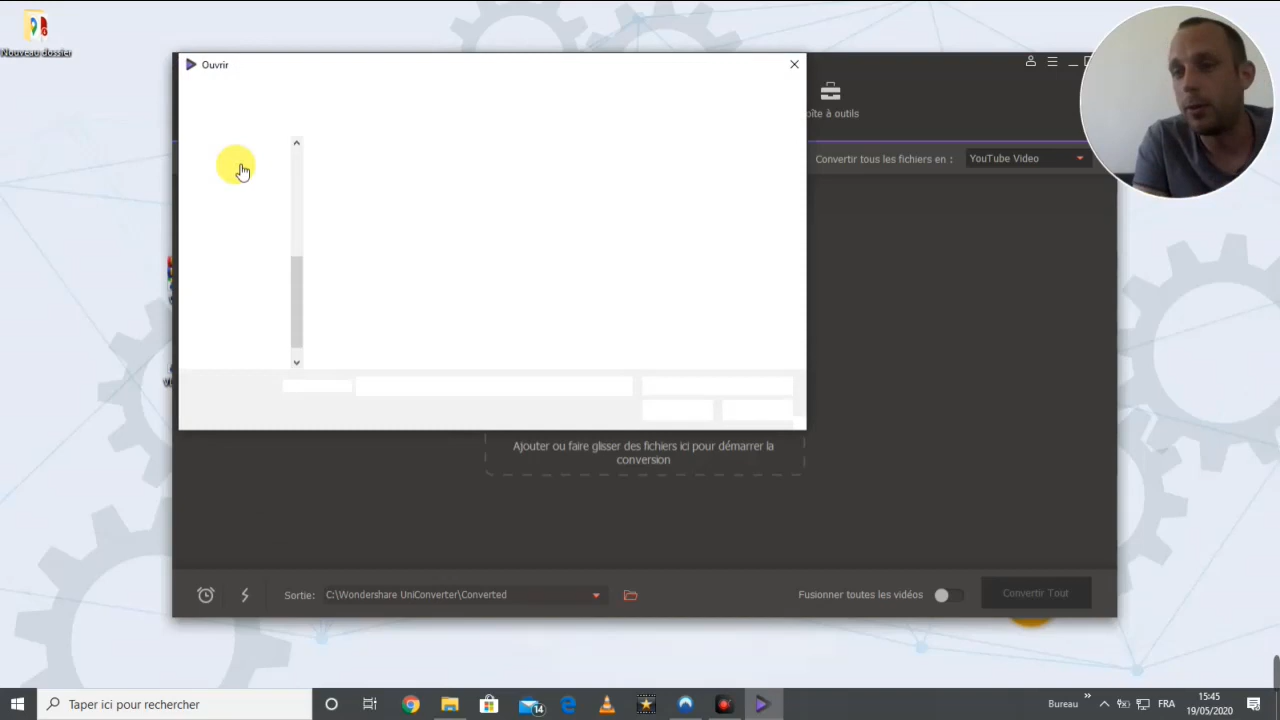 Nouveau dossier
Ouvrir
oîte à outils
Convertir tous les fichiers en :
YouTube Video
Ajouter ou faire glisser des fichiers ici pour démarrer la
conversion
Sortie:
C:\Wondershare UniConverter\Converted
Fusionner toutes les vidéos
Convertir Tout
Taper ici pour rechercher
14
Bureau
»
FRA
15:45
19/05/2020